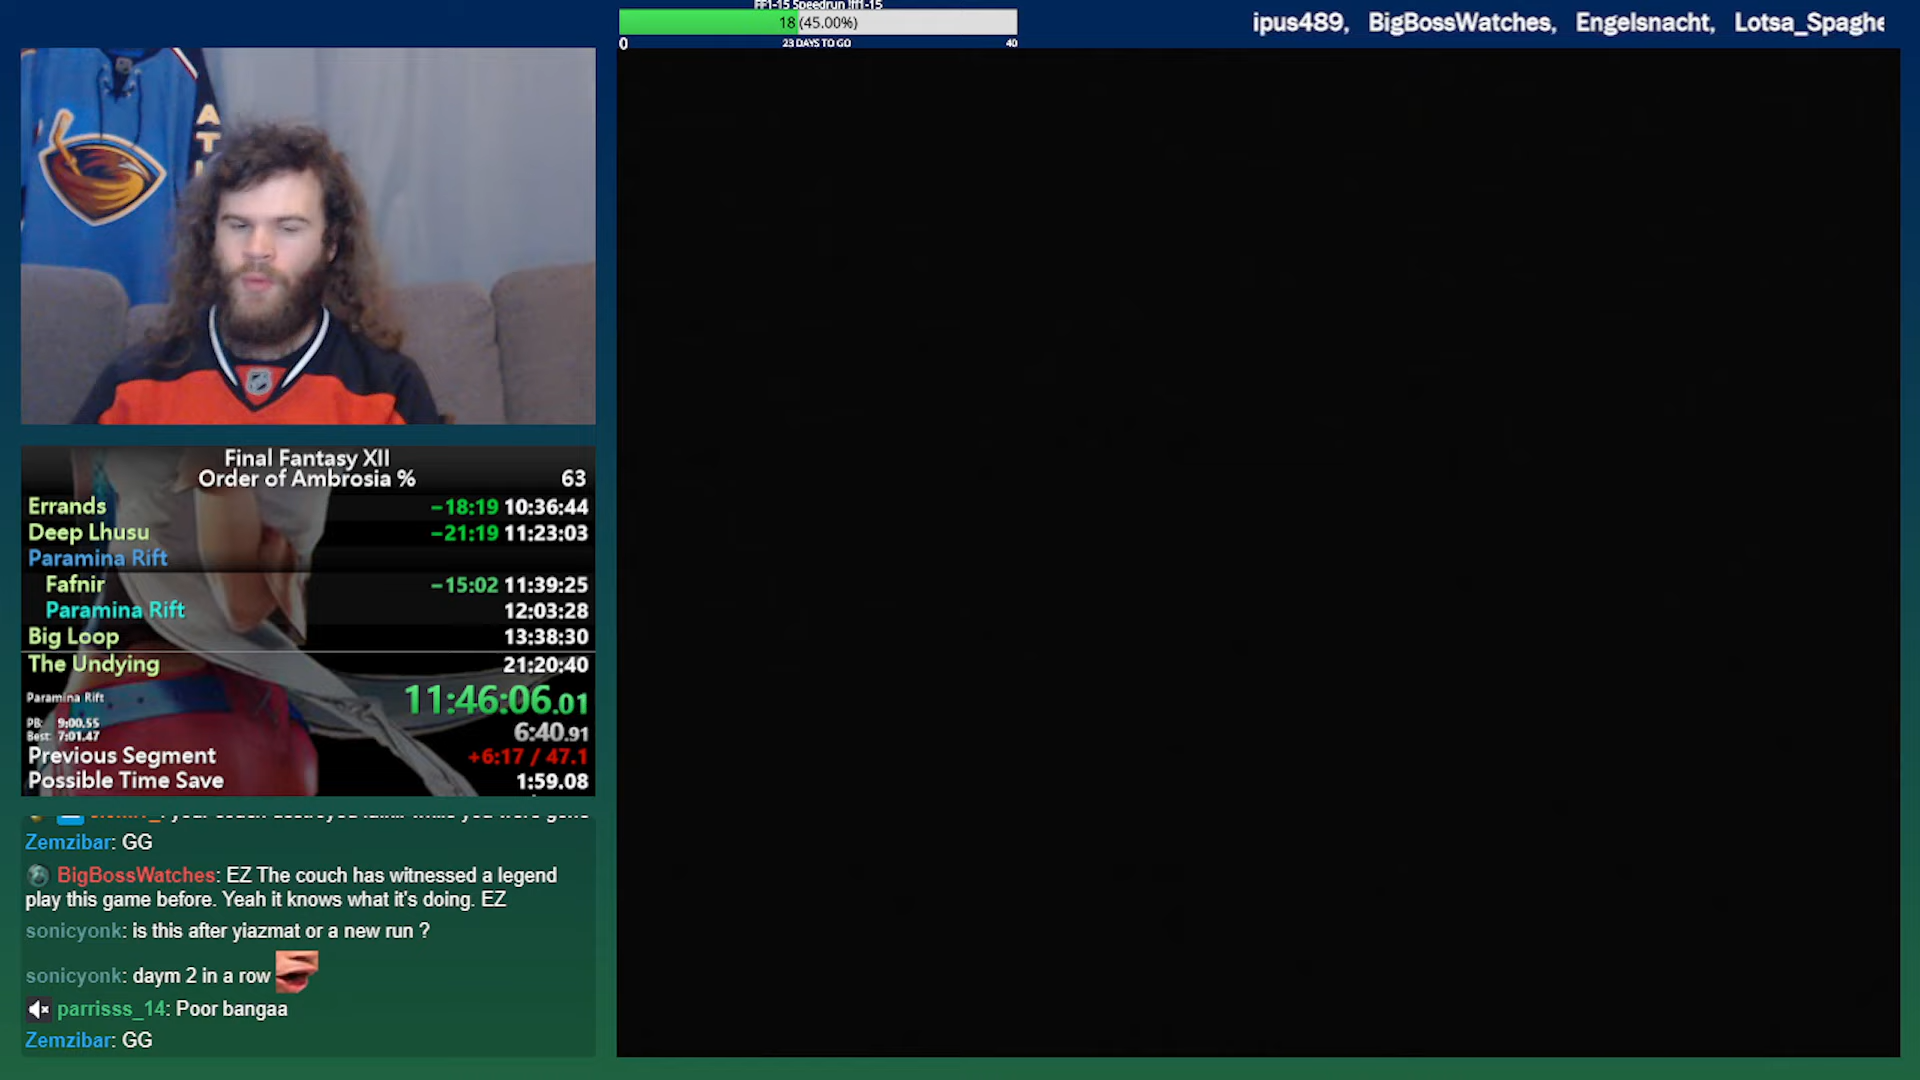 FF1-15 Speedrun !ff1-15
18 (45.00%)
0 23 DAYS TO GO 40
ipus489, BigBossWatches, Engelsnacht, Lotsa_Spaghe
AT
Final Fantasy XII
Order of Ambrosia % 63
Errands −18:19 10:36:44
Deep Lhusu −21:19 11:23:03
Paramina Rift
Fafnir −15:02 11:39:25
Paramina Rift 12:03:28
Big Loop 13:38:30
The Undying 21:20:40
Paramina Rift 11:46:06.01
PB: 9:00.55
Best: 7:01.47 6:40.91
Previous Segment +6:17 / 47.1
Possible Time Save 1:59.08
Zemzibar: GG
BigBossWatches: EZ The couch has witnessed a legend
play this game before. Yeah it knows what it's doing. EZ
sonicyonk: is this after yiazmat or a new run ?
sonicyonk: daym 2 in a row
parrisss_14: Poor bangaa
Zemzibar: GG